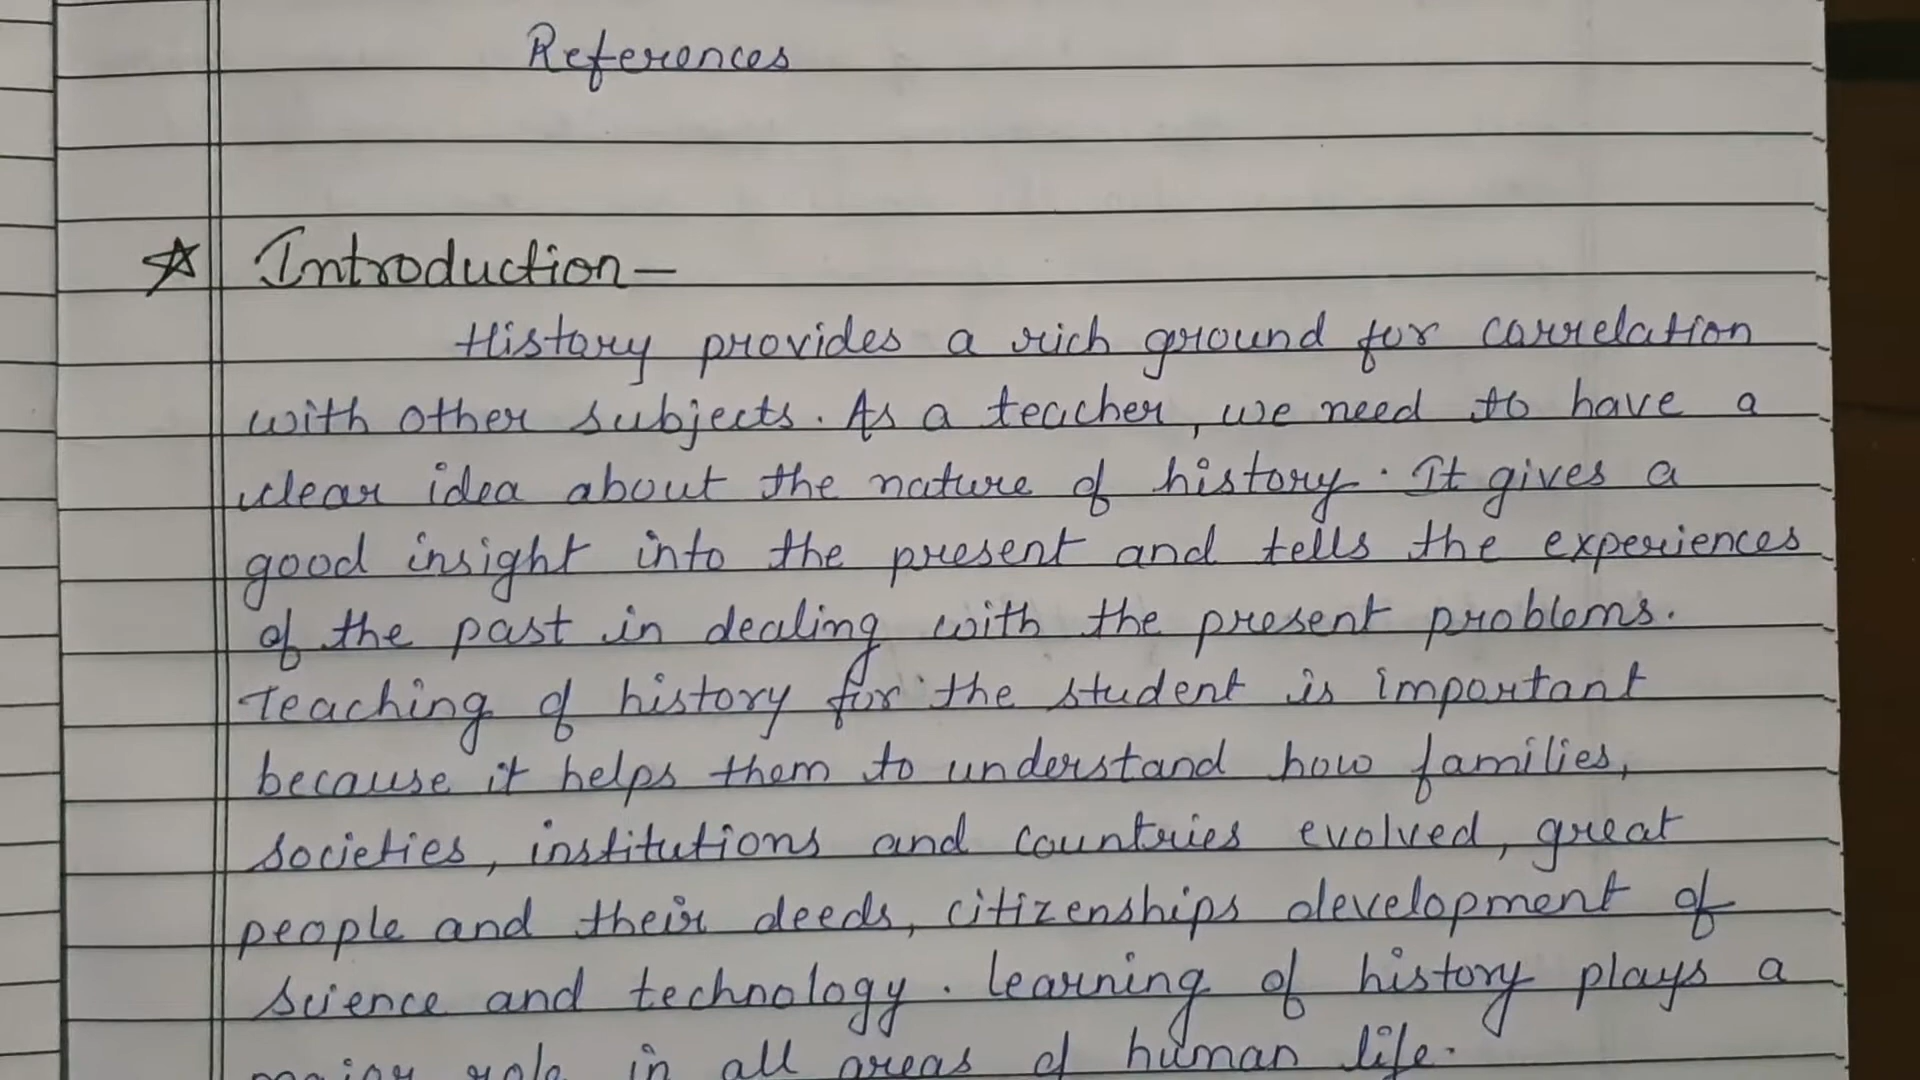 References
Introduction-
History provides a rich ground for correlation
with other subjects. As a teacher, we need to have a
clear idea about the nature of history. It gives a
good insight into the present and tells the experiences
of the past in dealing with the present problems.
Teaching of history for the student is important
because it helps them to understand how families,
societies, institutions and countries evolved, great
people and their deeds, citizenships development of
science and technology. learning of history plays a
major role in all areas of human life.